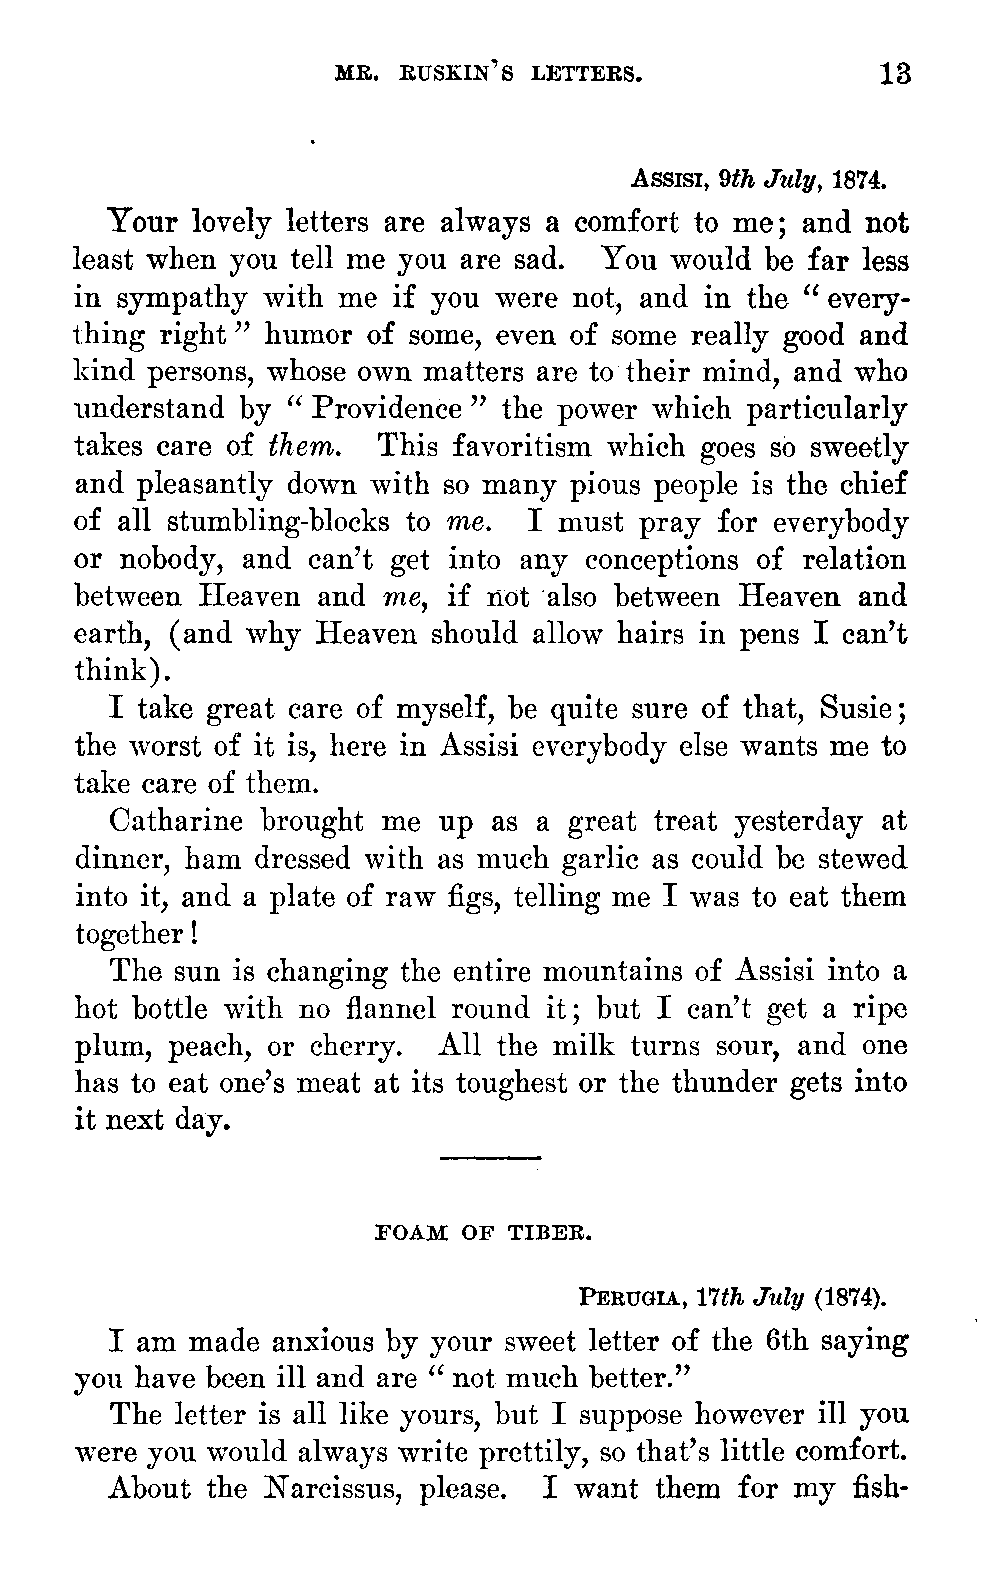 MR. RUSKIN'S LETTERS. 13
ASSISI, 9th July, 1874.
Your lovely letters are always a comfort to me; and not
least when you tell me you are sad. You would be far less
in sympathy with me if you were not, and in the “every-
thing right” humor of some, even of some really good and
kind persons, whose own matters are to their mind, and who
understand by “Providence” the power which particularly
takes care of them. This favoritism which goes so sweetly
and pleasantly down with so many pious people is the chief
of all stumbling-blocks to me. I must pray for everybody
or nobody, and can't get into any conceptions of relation
between Heaven and me, if not also between Heaven and
earth, (and why Heaven should allow hairs in pens I can't
think).
I take great care of myself, be quite sure of that, Susie;
the worst of it is, here in Assisi everybody else wants me to
take care of them.
Catharine brought me up as a great treat yesterday at
dinner, ham dressed with as much garlic as could be stewed
into it, and a plate of raw figs, telling me I was to eat them
together!
The sun is changing the entire mountains of Assisi into a
hot bottle with no flannel round it; but I can't get a ripe
plum, peach, or cherry. All the milk turns sour, and one
has to eat one's meat at its toughest or the thunder gets into
it next day.
FOAM OF TIBER.
PERUGIA, 17th July (1874).
I am made anxious by your sweet letter of the 6th saying
you have been ill and are “not much better.”
The letter is all like yours, but I suppose however ill you
were you would always write prettily, so that's little comfort.
About the Narcissus, please. I want them for my fish-